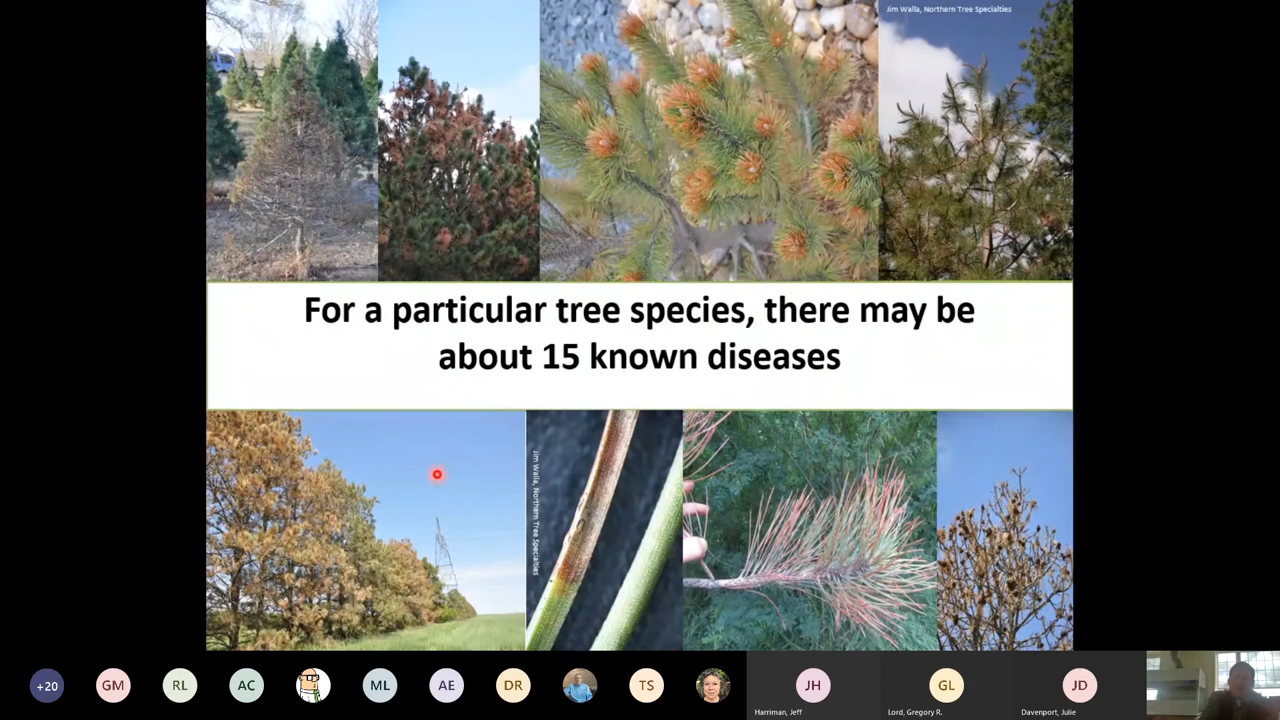 Jim Walla, Northern Tree Specialties
For a particular tree species, there may be
about 15 known diseases
Jim Walla, Northern Tree Specialties
+20
GM
RL
AC
ML
AE
DR
TS
JH
GL
JD
Harriman, Jeff
Lord, Gregory R.
Davenport, Julie